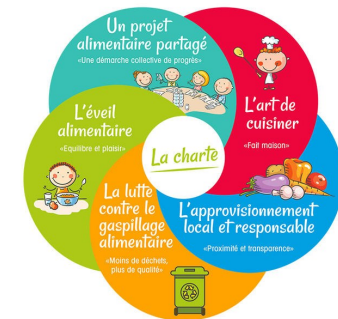 Un projet
alimentaire partagé
«Une démarche collective de progrès»
L'art de
cuisiner
«Fait maison»
L'éveil
alimentaire
«Equilibre et plaisir»
La charte
L'approvisionnement
local et responsable
«Proximité et transparence»
La lutte
contre le
gaspillage
alimentaire
«Moins de déchets,
plus de qualité»